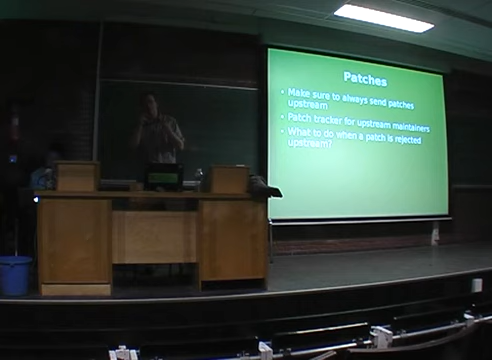 Patches
• Make sure to always send patches
upstream
• Patch tracker for upstream maintainers
• What to do when a patch is rejected
upstream?